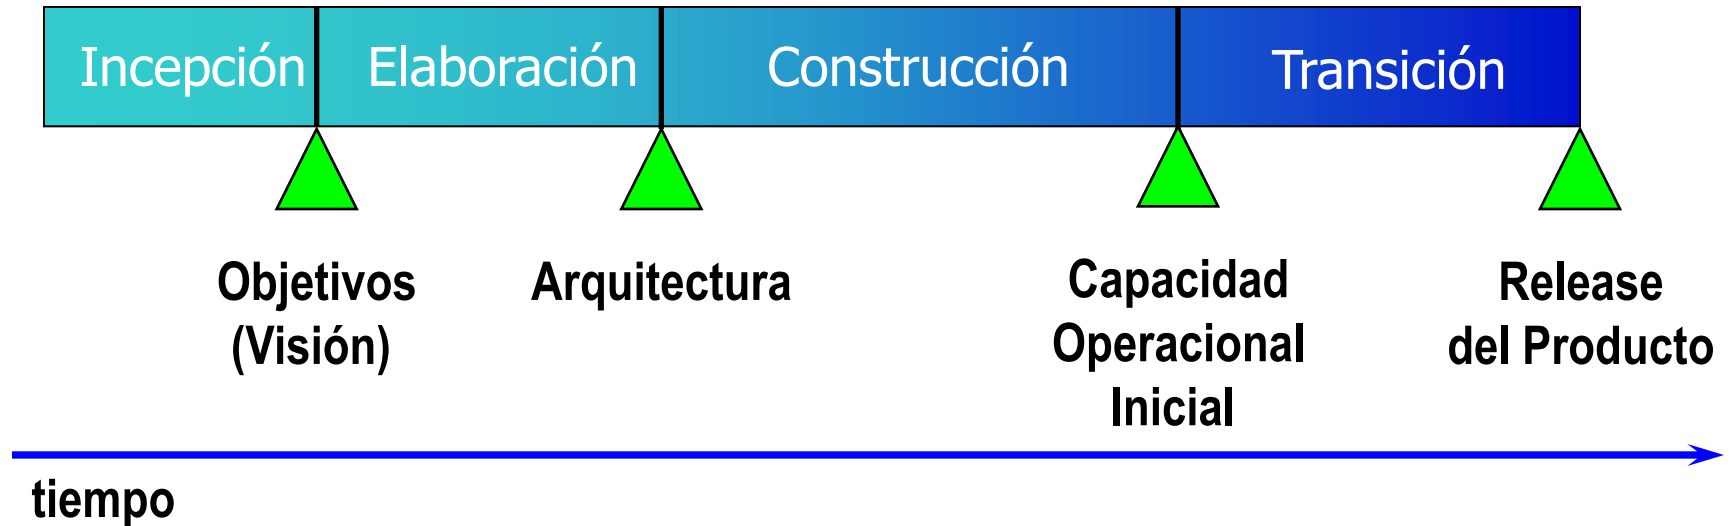 Incepción
Elaboración
Construcción
Transición
Objetivos
(Visión)
Arquitectura
Capacidad
Operacional
Inicial
Release
del Producto
tiempo